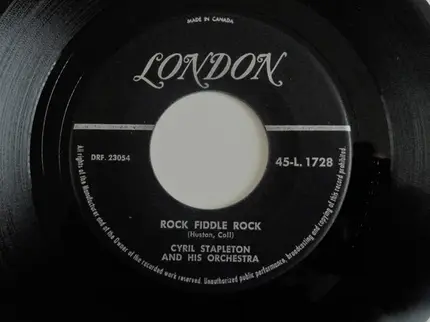 MADE IN CANADA
LONDON
DRF. 23054
45-L. 1728
ROCK FIDDLE ROCK
(Huston, Coll)
CYRIL STAPLETON
AND HIS ORCHESTRA
All rights of the Manufacturer and of the Owner of the recorded work reserved. Unauthorized public performance, broadcasting and copying of this record prohibited.